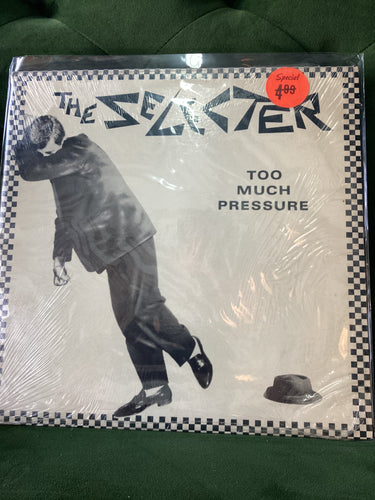 THE SELECTER
Special
4.99
TOO
MUCH
PRESSURE